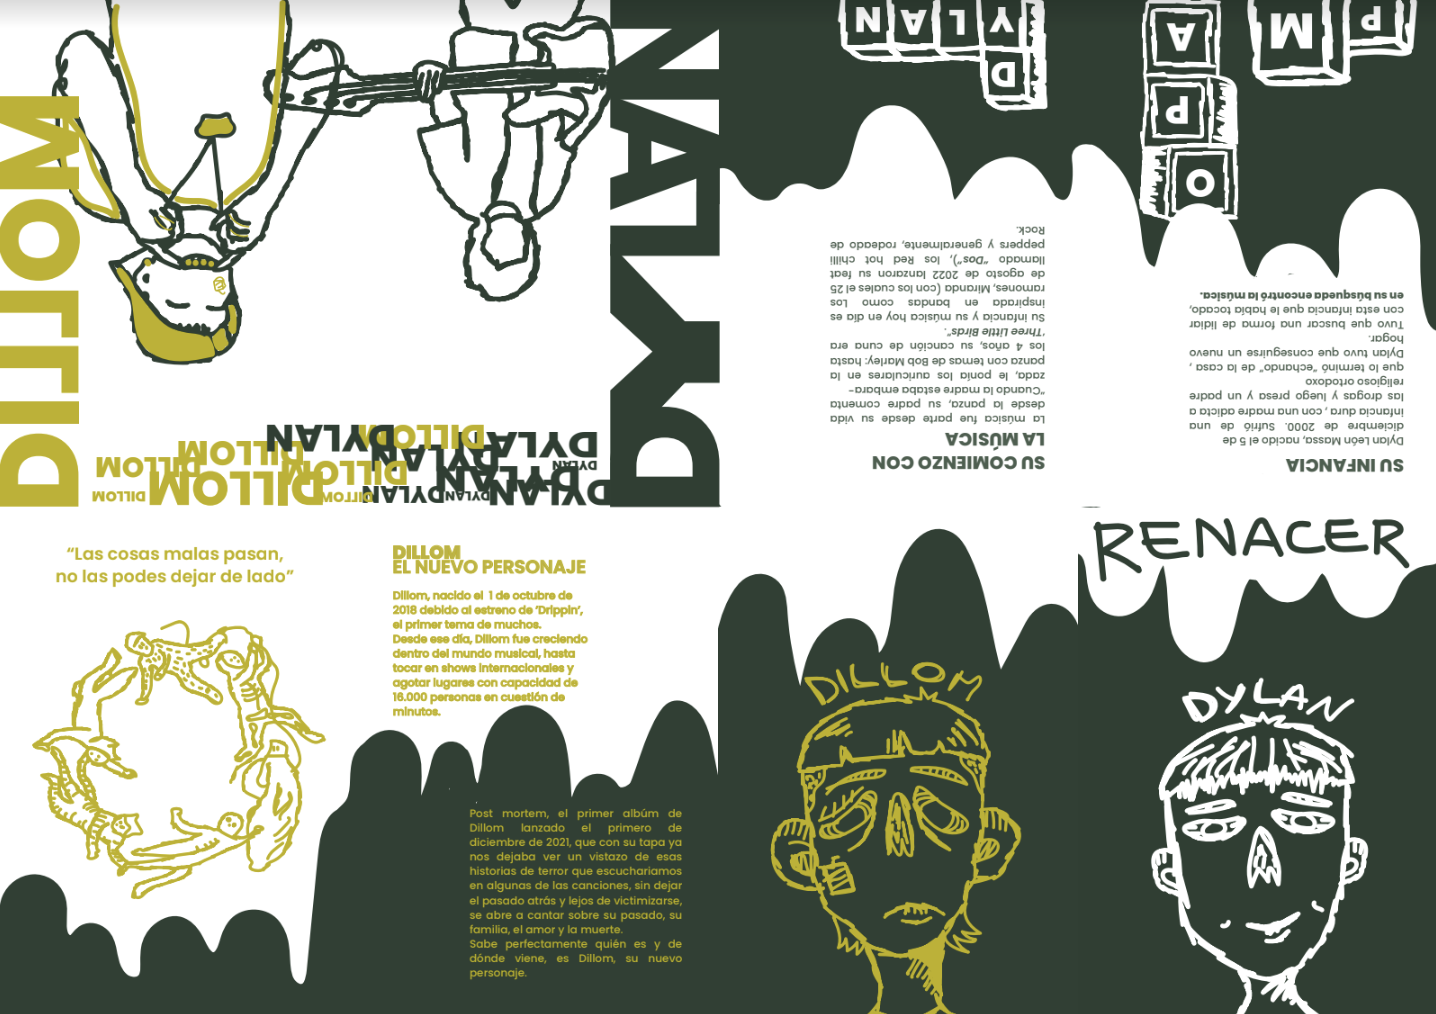 DILLOM
DYLAN
DYLAN
DYLAN
DYLAN
DILLOM
DILLOM
DILLOM
DYLAN
DYLAN
DILLOM
DILLOM
DYLAN
DYLAN
DILLOM
DILLOM
DYLAN
SU INFANCIA
Dylan León Massa, nacido el 5 de
diciembre de 2000. Sufrió de una
infancia dura , con una madre adicta a
las drogas y luego presa y un padre
religioso ortodoxo
que lo terminó "echando" de la casa ,
Dylan tuvo que conseguirse un nuevo
hogar.
Tuvo que buscar una forma de lidiar
con esta infancia que le había tocado,
en su búsqueda encontró la música.
O
P
P M A
SU COMIENZO CON
LA MÚSICA
La música fue parte desde su vida
desde la panza, su padre comenta
“Cuando la madre estaba embara-
zada, le ponía los auriculares en la
panza con temas de Bob Marley: hasta
los 4 años, su canción de cuna era
‘Three Little Birds”.
Su infancia y su música hoy en día es
inspirada en bandas como Los
ramones, Miranda (con los cuales el 25
de agosto de 2022 lanzaron su feat
llamado “Dos”), los Red hot chilli
peppers y generalmente, rodeado de
Rock.
D
Y L A N
“Las cosas malas pasan,
no las podes dejar de lado”
DILLOM
EL NUEVO PERSONAJE
Dillom, nacido el 1 de octubre de
2018 debido al estreno de ‘Drippin’,
el primer tema de muchos.
Desde ese día, Dillom fue creciendo
dentro del mundo musical, hasta
tocar en shows internacionales y
agotar lugares con capacidad de
16.000 personas en cuestión de
minutos.
Post mortem, el primer albúm de
Dillom lanzado el primero de
diciembre de 2021, que con su tapa ya
nos dejaba ver un vistazo de esas
historias de terror que escuchariamos
en algunas de las canciones, sin dejar
el pasado atrás y lejos de victimizarse,
se abre a cantar sobre su pasado, su
familia, el amor y la muerte.
Sabe perfectamente quién es y de
dónde viene, es Dillom, su nuevo
personaje.
RENACER
DILLOM
DYLAN